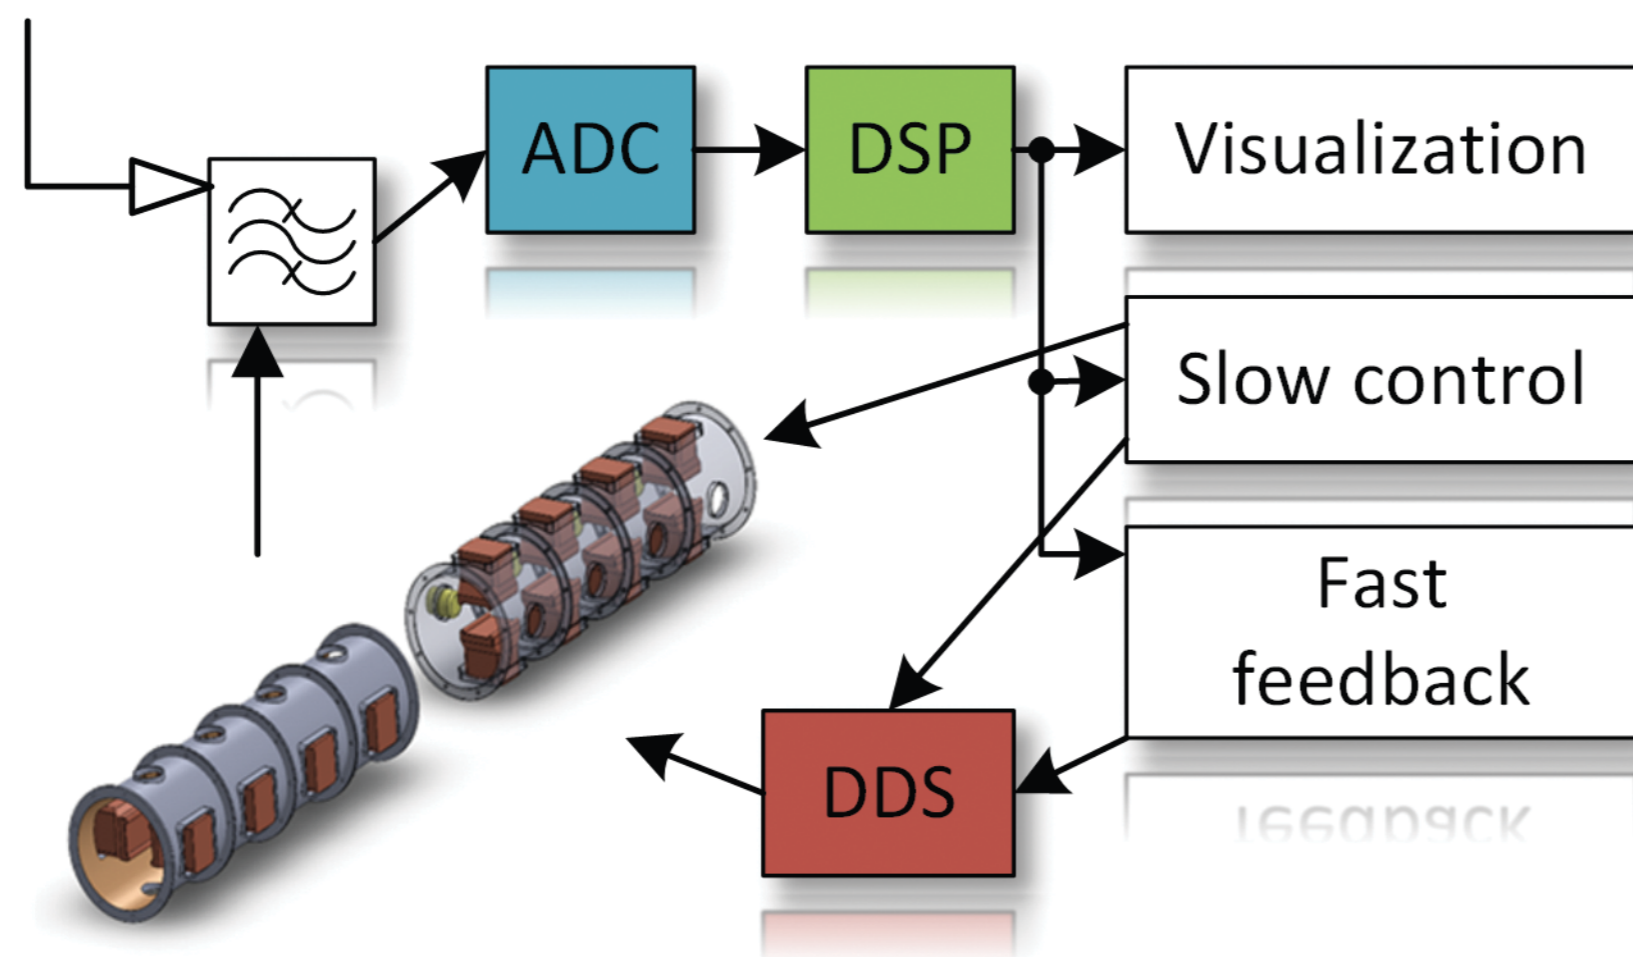 ADC
DSP
Visualization
Slow control
Fast
feedback
DDS